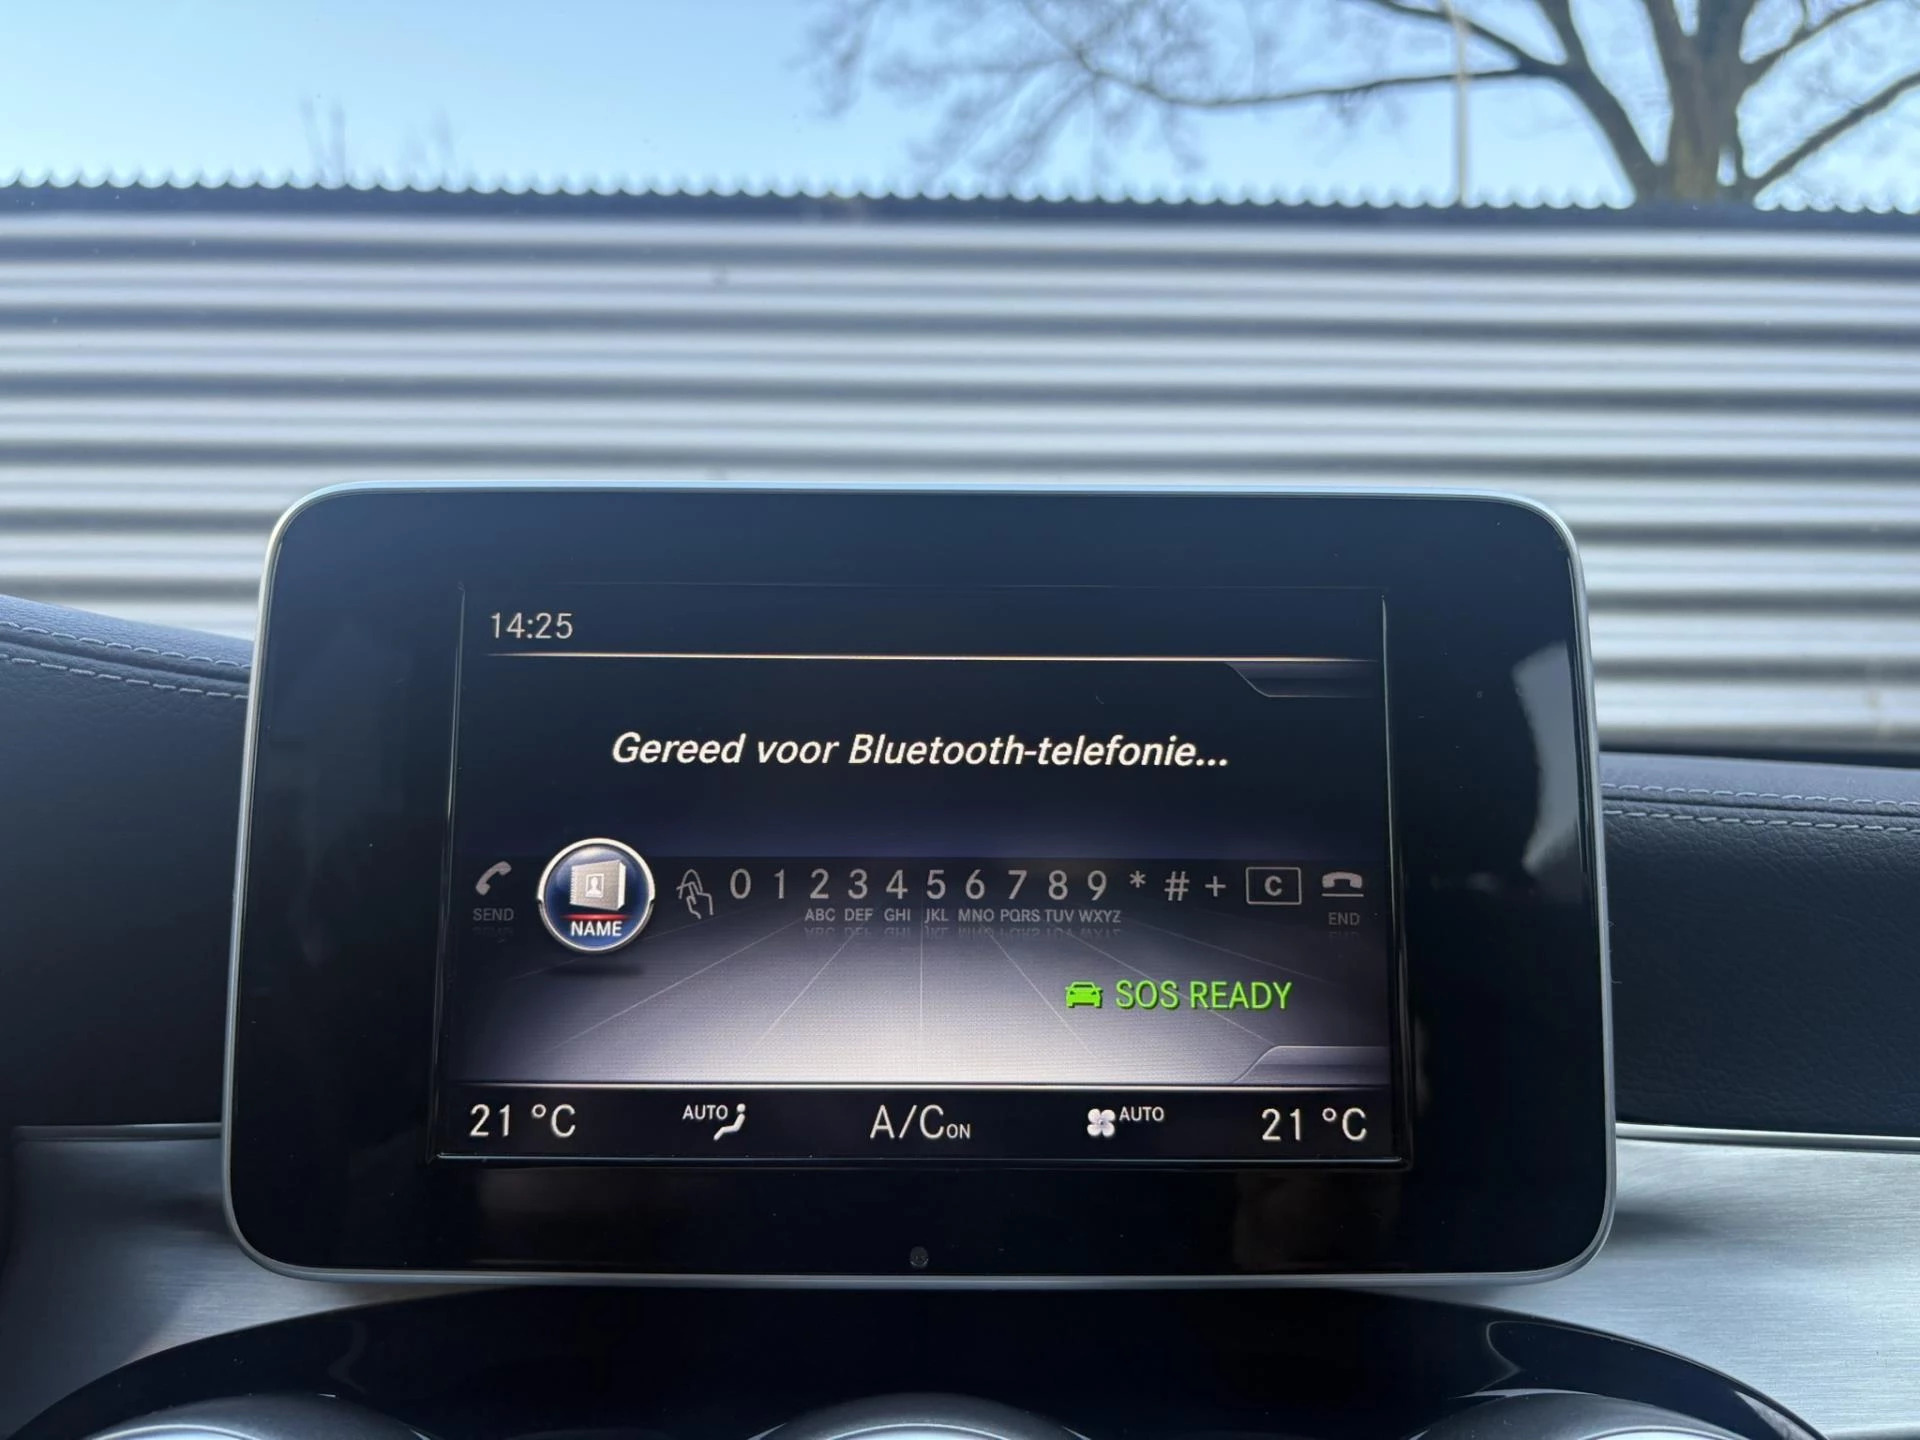 14:25
Gereed voor Bluetooth-telefonie...
0 1 2 3 4 5 6 7 8 9 * # + C
SEND NAME ABC DEF GHI JKL MNO PQRS TUV WXYZ END
SOS READY
21 °C AUTO A/C ON AUTO 21 °C